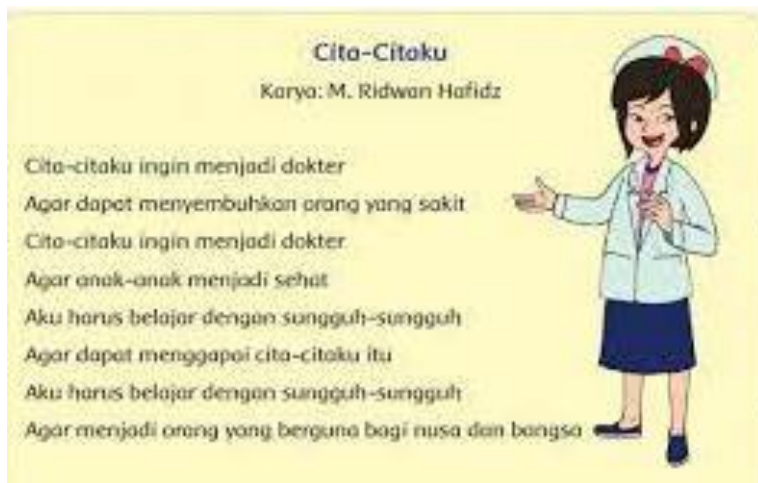 Cita-Citaku
Karya: M. Ridwan Hafidz
Cita-citaku ingin menjadi dokter
Agar dapat menyembuhkan orang yang sakit
Cita-citaku ingin menjadi dokter
Agar anak-anak menjadi sehat
Aku harus belajar dengan sungguh-sungguh
Agar dapat menggapai cita-citaku itu
Aku harus belajar dengan sungguh-sungguh
Agar menjadi orang yang berguna bagi nusa dan bangsa